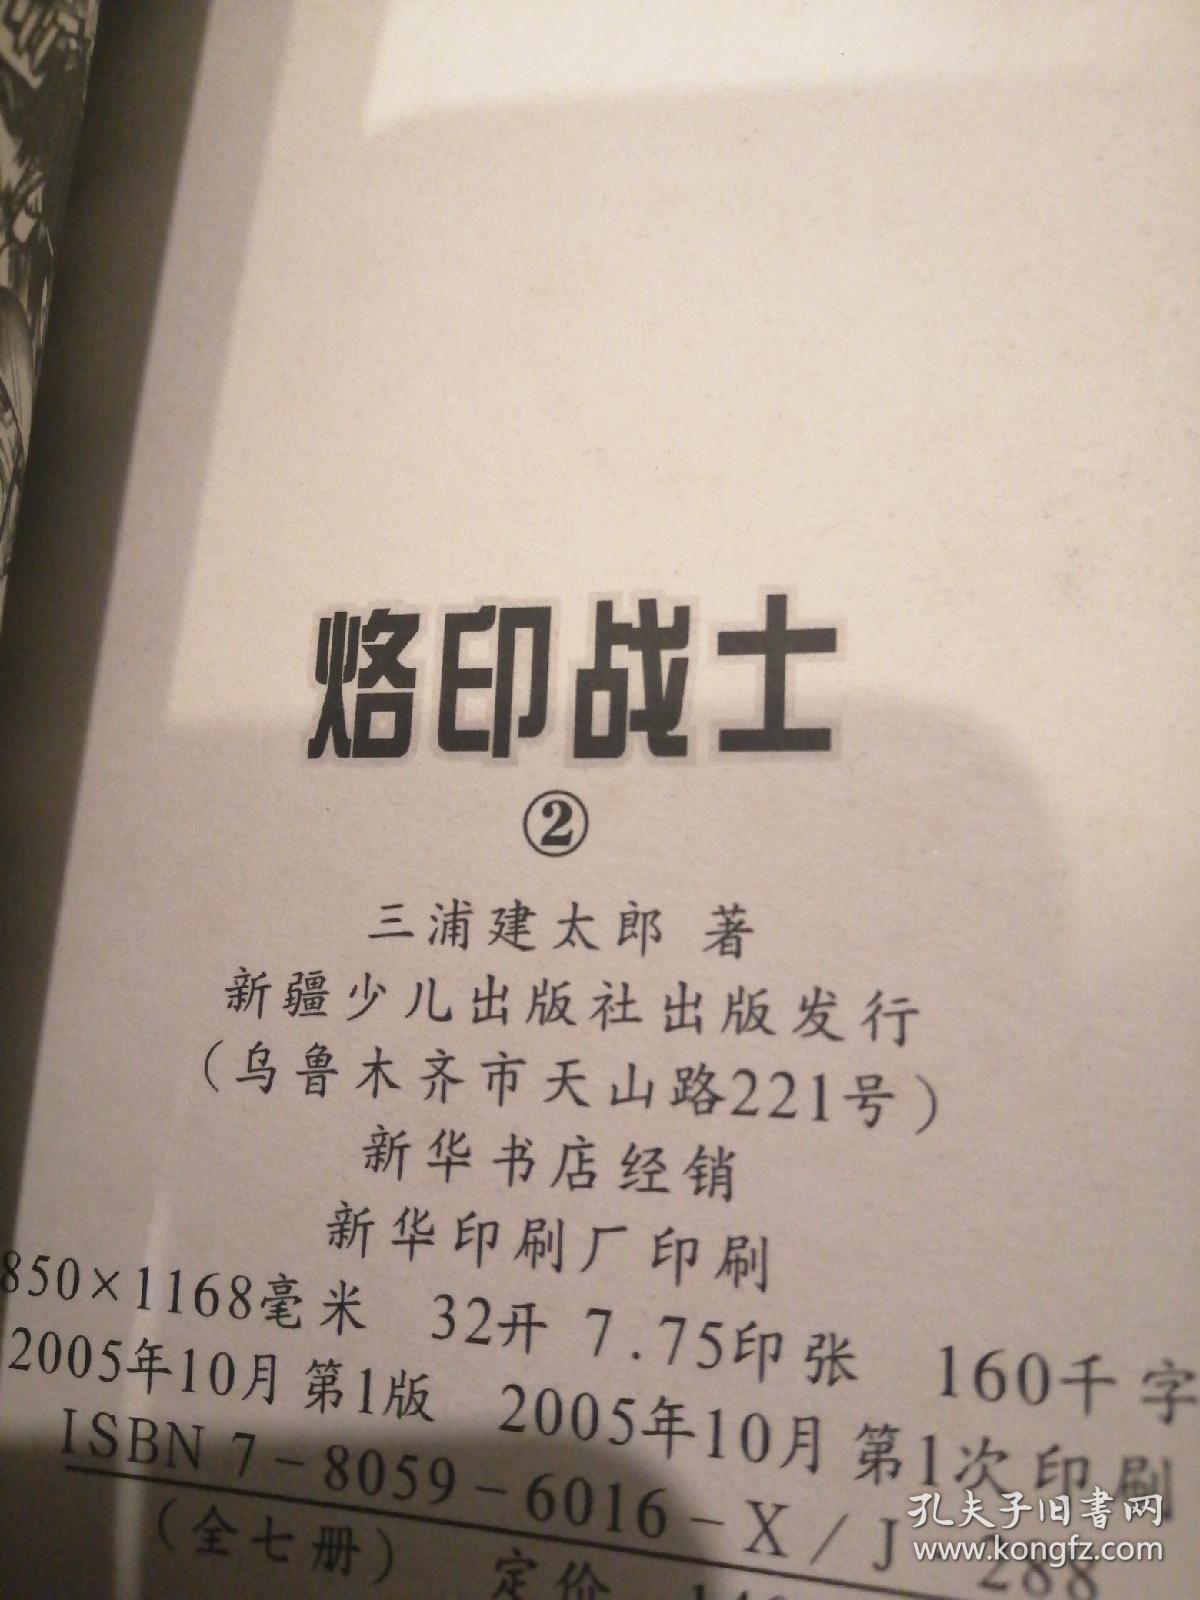 烙印战士
②
三浦建太郎 著
新疆少儿出版社出版发行
(乌鲁木齐市天山路221号)
新华书店经销
新华印刷厂印刷
850×1168毫米 32开 7.75印张 160千字
2005年10月第1版 2005年10月第1次印刷
ISBN 7-8059-6016-X/J 288
(全七册) 定价
孔夫子旧书网
www.kongfz.com